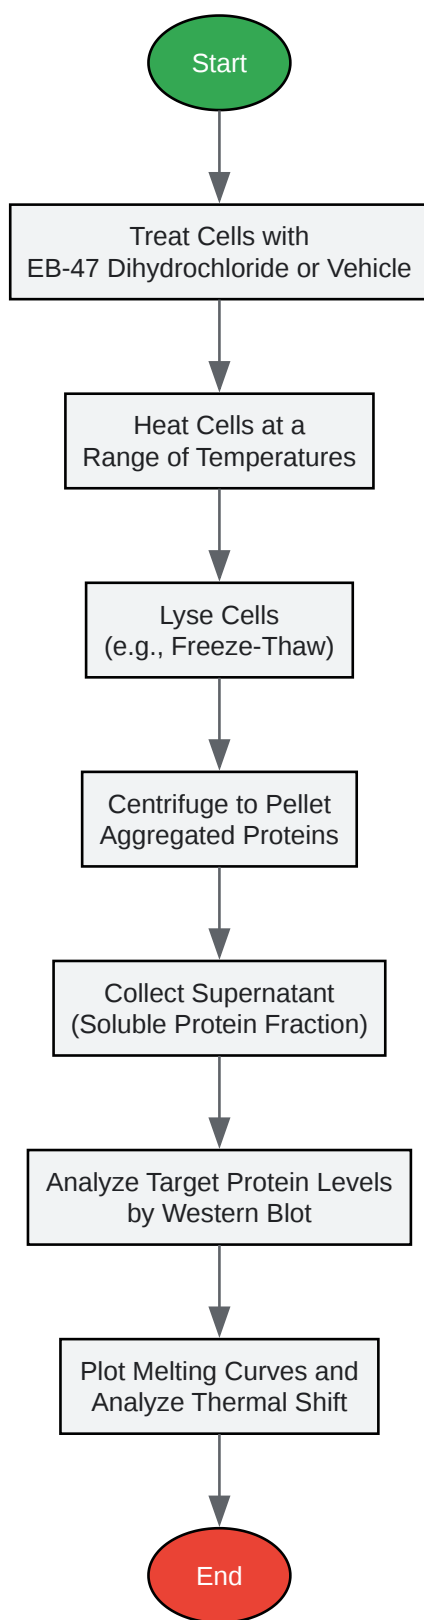 Start
Treat Cells with
EB-47 Dihydrochloride or Vehicle
Heat Cells at a
Range of Temperatures
Lyse Cells
(e.g., Freeze-Thaw)
Centrifuge to Pellet
Aggregated Proteins
Collect Supernatant
(Soluble Protein Fraction)
Analyze Target Protein Levels
by Western Blot
Plot Melting Curves and
Analyze Thermal Shift
End